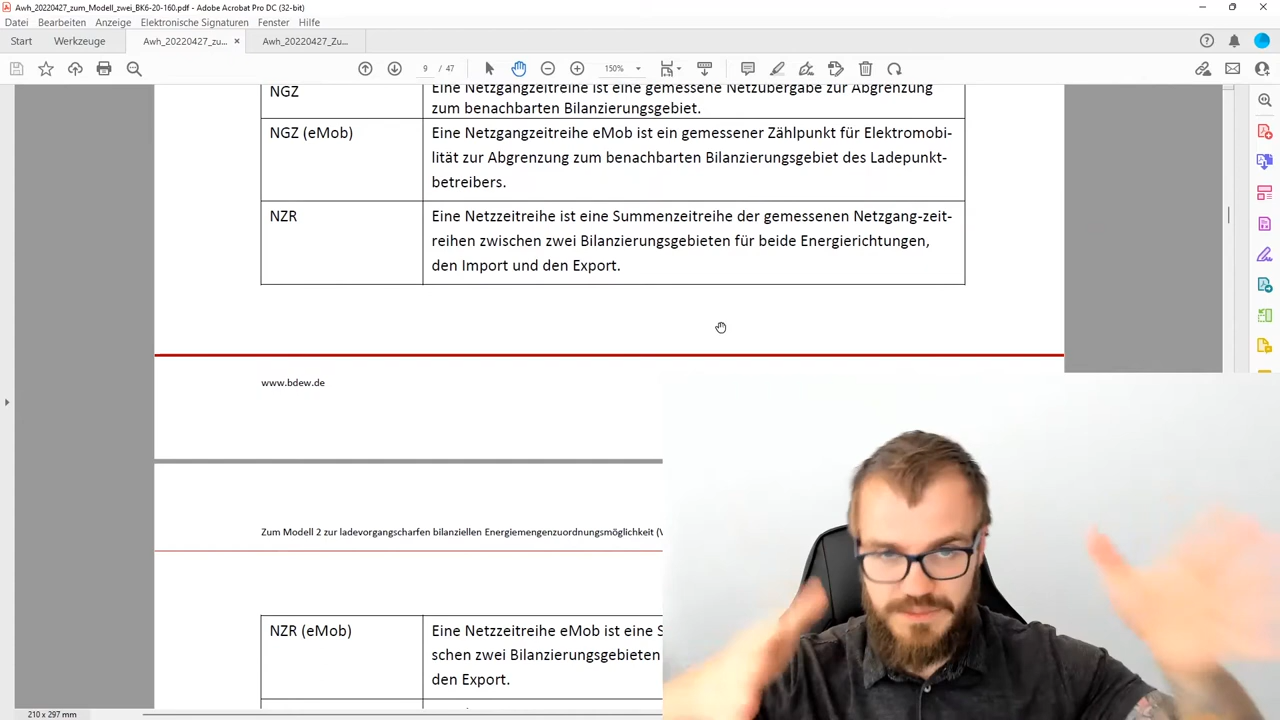 Awh_20220427_zum_Modell_zwei_BK6-20-160.pdf - Adobe Acrobat Pro DC (32-bit)
Datei Bearbeiten Anzeige Elektronische Signaturen Fenster Hilfe
Start Werkzeuge Awh_20220427_zu... × Awh_20220427_Zu...
9 / 47 150%
NGZ
Eine Netzgangzeitreihe ist eine gemessene Netzübergabe zur Abgrenzung
zum benachbarten Bilanzierungsgebiet.
NGZ (eMob)
Eine Netzgangzeitreihe eMob ist ein gemessener Zählpunkt für Elektromobi-
lität zur Abgrenzung zum benachbarten Bilanzierungsgebiet des Ladepunkt-
betreibers.
NZR
Eine Netzzeitreihe ist eine Summenzeitreihe der gemessenen Netzgang-zeit-
reihen zwischen zwei Bilanzierungsgebieten für beide Energierichtungen,
den Import und den Export.
www.bdew.de
Zum Modell 2 zur ladevorgangscharfen bilanziellen Energiemengenzuordnungsmöglichkeit (V
NZR (eMob)
Eine Netzzeitreihe eMob ist eine S
schen zwei Bilanzierungsgebieten
den Export.
210 x 297 mm